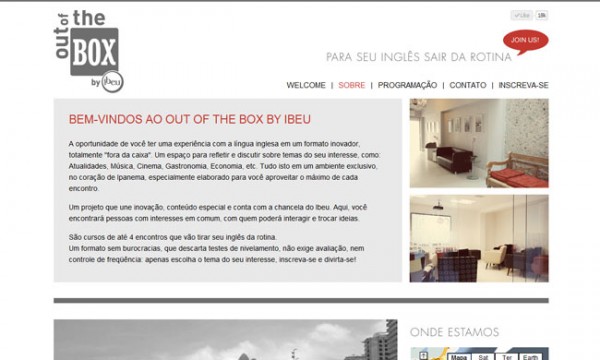 out of the
BOX
by ibeu
Like
18k
JOIN US!
PARA SEU INGLÊS SAIR DA ROTINA
WELCOME | SOBRE | PROGRAMAÇÃO | CONTATO | INSCREVA-SE
BEM-VINDOS AO OUT OF THE BOX BY IBEU
A oportunidade de você ter uma experiência com a língua inglesa em um formato inovador,
totalmente "fora da caixa". Um espaço para refletir e discutir sobre temas do seu interesse, como:
Atualidades, Música, Cinema, Gastronomia, Economia, etc. Tudo isto em um ambiente exclusivo,
no coração de Ipanema, especialmente elaborado para você aproveitar o máximo de cada
encontro.
Um projeto que une inovação, conteúdo especial e conta com a chancela do Ibeu. Aqui, você
encontrará pessoas com interesses em comum, com quem poderá interagir e trocar ideias.
São cursos de até 4 encontros que vão tirar seu inglês da rotina.
Um formato sem burocracias, que descarta testes de nivelamento, não exige avaliação, nem
controle de freqüência: apenas escolha o tema do seu interesse, inscreva-se e divirta-se!
ONDE ESTAMOS
Maps Sat Ter Earth